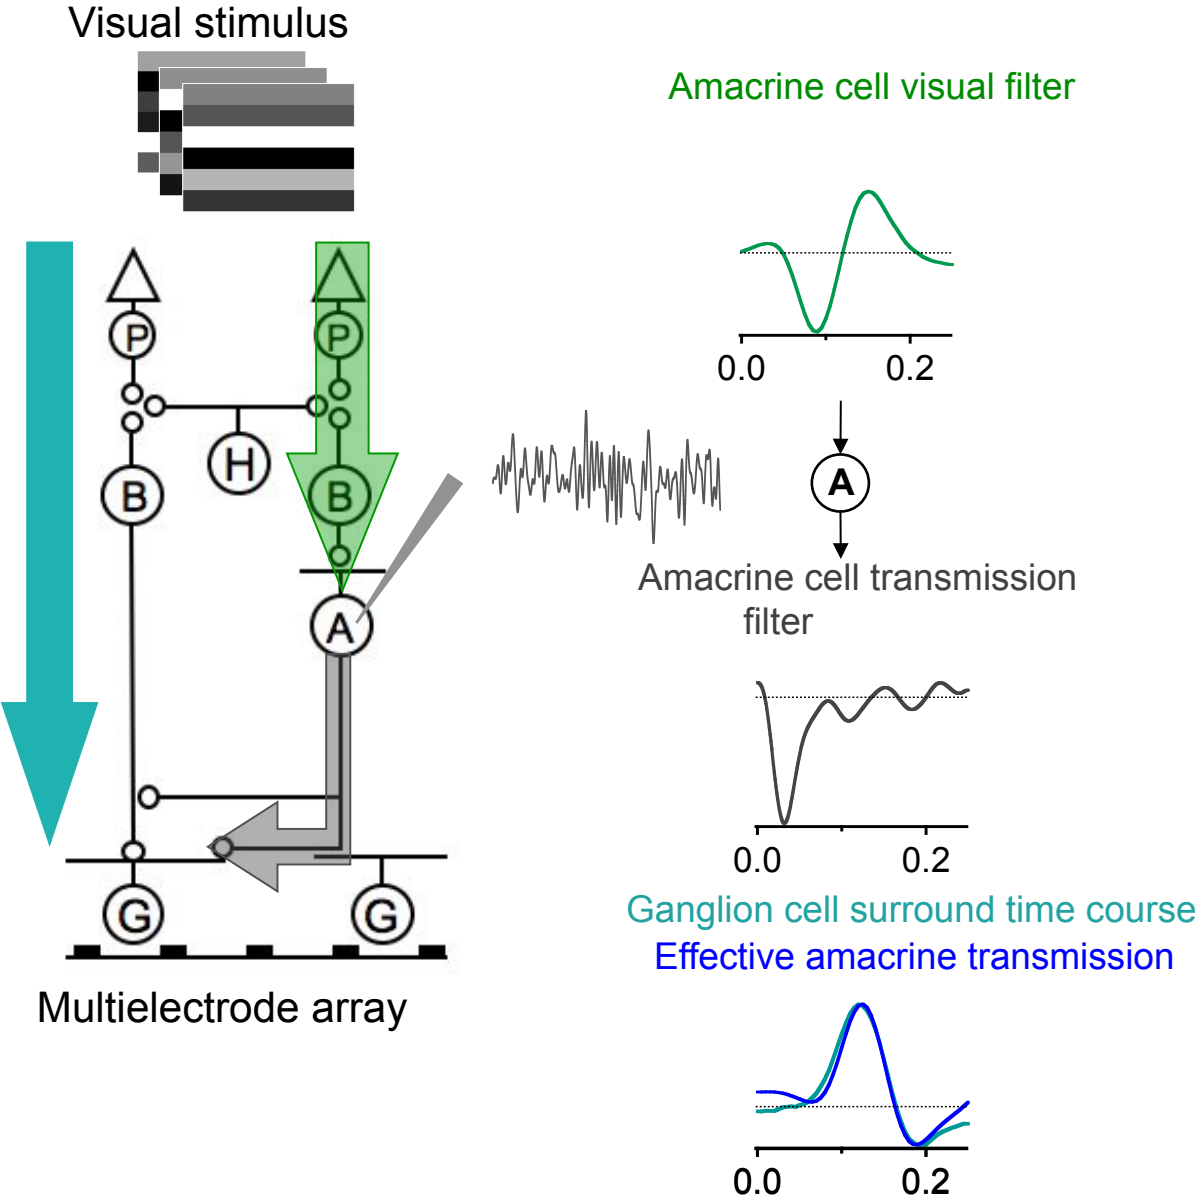 Visual stimulus
Amacrine cell visual filter
P
P
0.0
0.2
H
B
B
A
Amacrine cell transmission
filter
A
0.0
0.2
G
G
Ganglion cell surround time course
Effective amacrine transmission
Multielectrode array
0.0
0.2